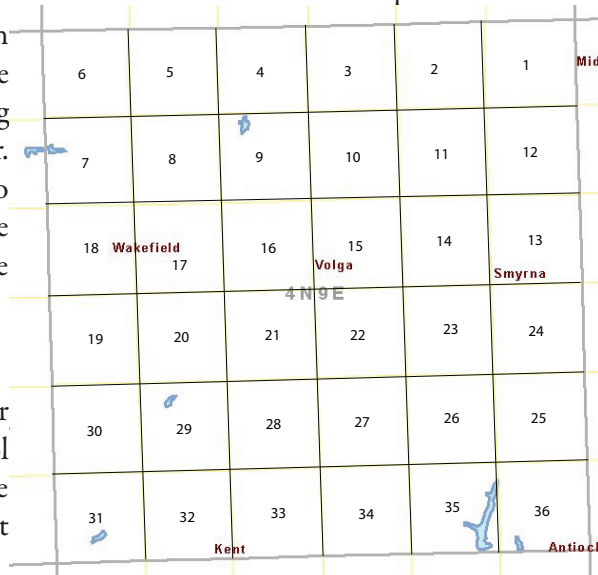 6 5 4 3 2 1
7 8 9 10 11 12
18 Wakefield 17 16 15 14 13
Volga
Smyrna
4N9E
19 20 21 22 23 24
30 29 28 27 26 25
31 32 33 34 35 36
Kent